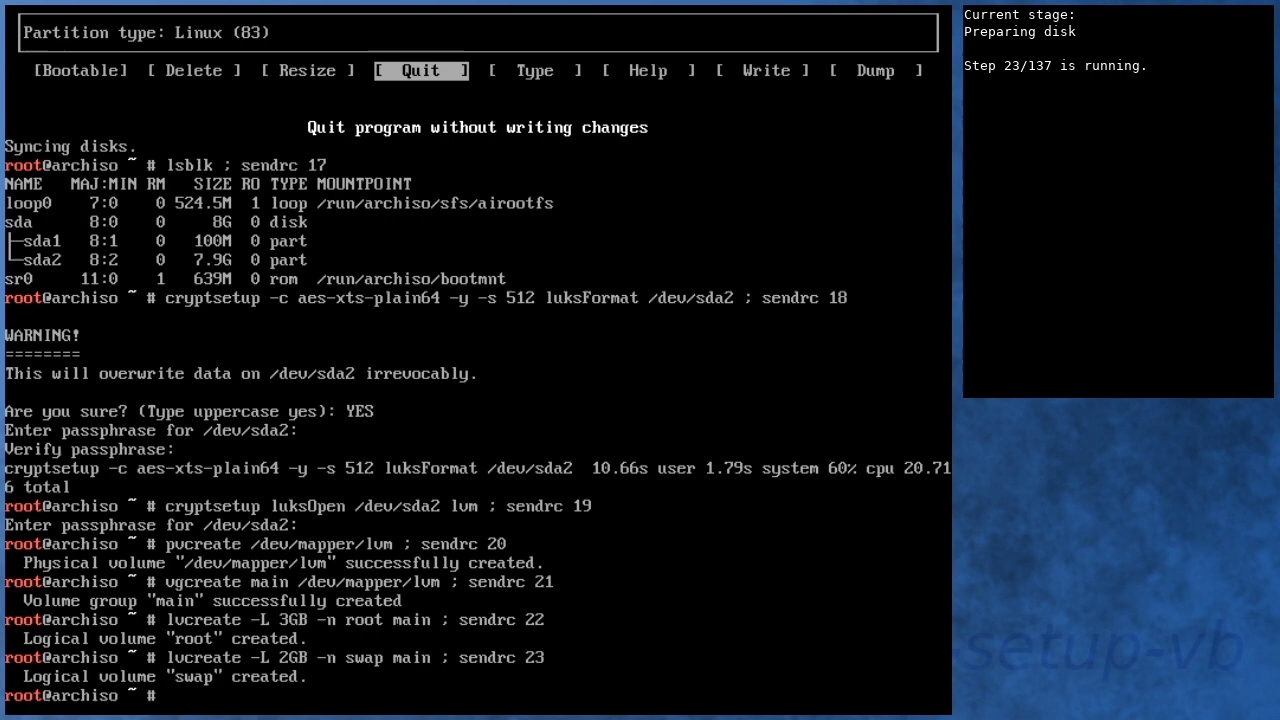 Partition type: Linux (83)
[Bootable]  [ Delete ]  [ Resize ]  [  Quit  ]  [  Type  ]  [  Help  ]  [  Write ]  [  Dump  ]
Quit program without writing changes
Syncing disks.
root@archiso ~ # lsblk ; sendrc 17
NAME   MAJ:MIN RM   SIZE RO TYPE MOUNTPOINT
loop0    7:0    0 524.5M  1 loop /run/archiso/sfs/airootfs
sda      8:0    0     8G  0 disk
├─sda1   8:1    0   100M  0 part
└─sda2   8:2    0   7.9G  0 part
sr0     11:0    1   639M  0 rom  /run/archiso/bootmnt
root@archiso ~ # cryptsetup -c aes-xts-plain64 -y -s 512 luksFormat /dev/sda2 ; sendrc 18
WARNING!
========
This will overwrite data on /dev/sda2 irrevocably.
Are you sure? (Type uppercase yes): YES
Enter passphrase for /dev/sda2:
Verify passphrase:
cryptsetup -c aes-xts-plain64 -y -s 512 luksFormat /dev/sda2  10.66s user 1.79s system 60% cpu 20.71
6 total
root@archiso ~ # cryptsetup luksOpen /dev/sda2 lvm ; sendrc 19
Enter passphrase for /dev/sda2:
root@archiso ~ # pvcreate /dev/mapper/lvm ; sendrc 20
  Physical volume "/dev/mapper/lvm" successfully created.
root@archiso ~ # vgcreate main /dev/mapper/lvm ; sendrc 21
  Volume group "main" successfully created
root@archiso ~ # lvcreate -L 3GB -n root main ; sendrc 22
  Logical volume "root" created.
root@archiso ~ # lvcreate -L 2GB -n swap main ; sendrc 23
  Logical volume "swap" created.
root@archiso ~ #
Current stage:
Preparing disk
Step 23/137 is running.
-setup-vb